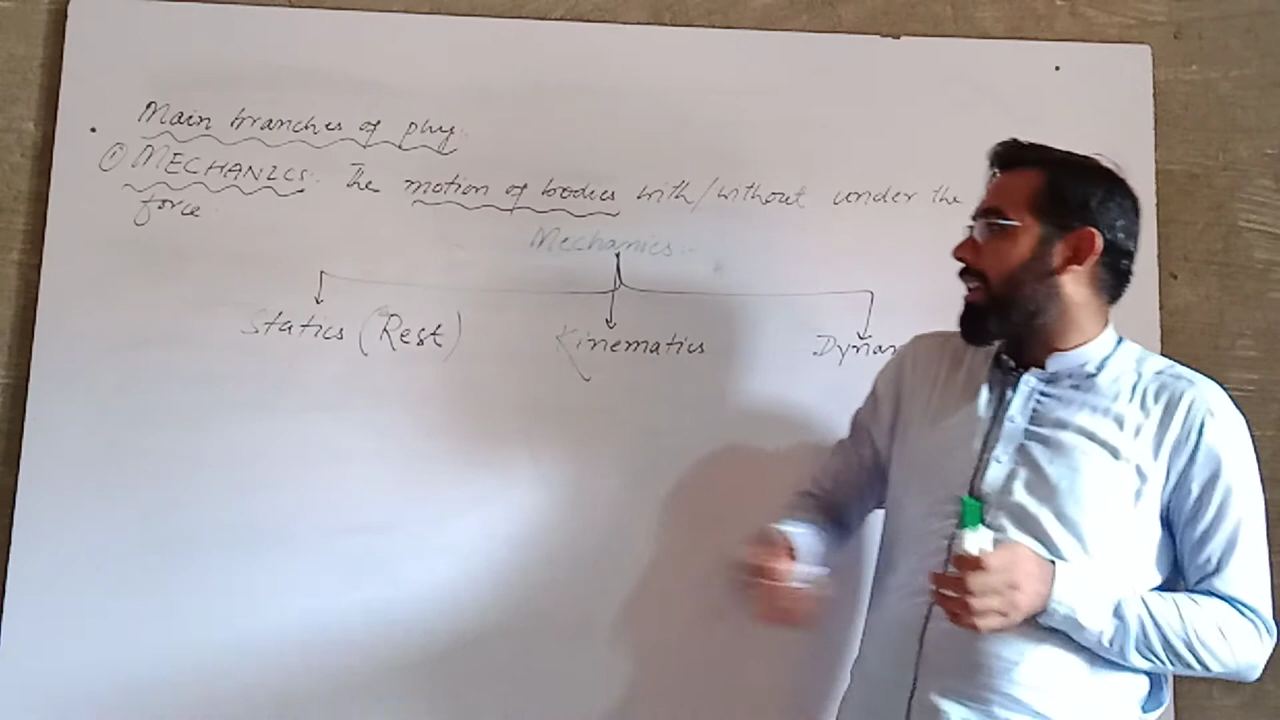 Main branches of phy.
① MECHANICS: The motion of bodies with/without under the
force
Mechanics:-
Statics (Rest) Kinematics Dynam